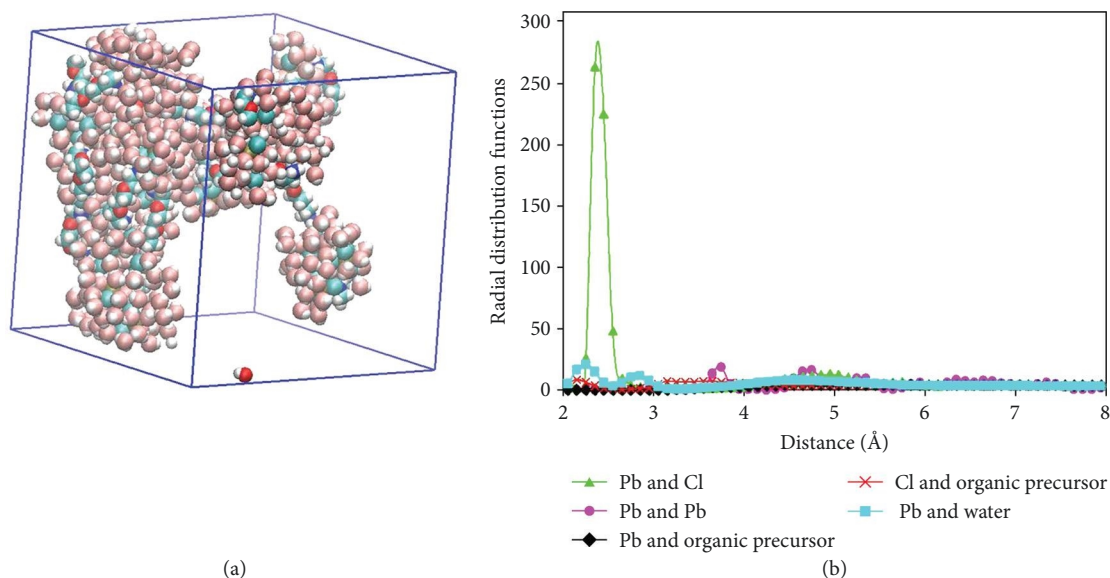 300
250
200
150
100
50
0
Radial distribution functions
2
3
4
5
6
7
8
Distance (Å)
Pb and Cl
Cl and organic precursor
Pb and Pb
Pb and water
Pb and organic precursor
(a)
(b)